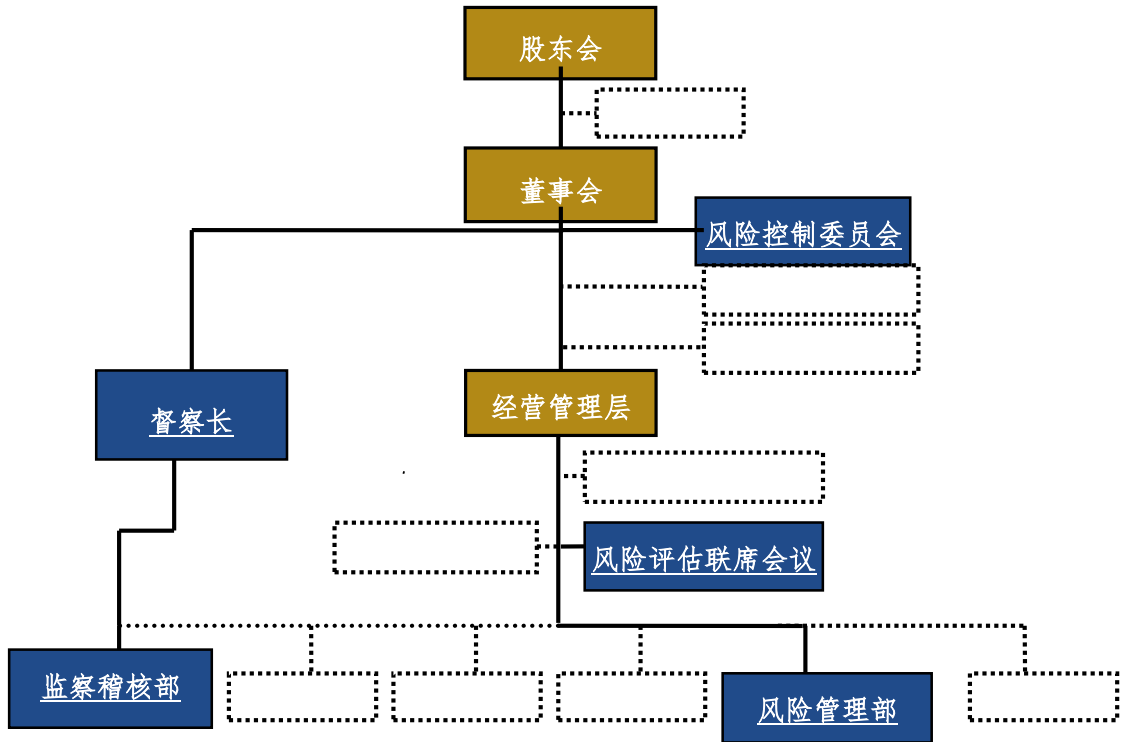 股东会
董事会
风险控制委员会
督察长
经营管理层
风险评估联席会议
监察稽核部
风险管理部